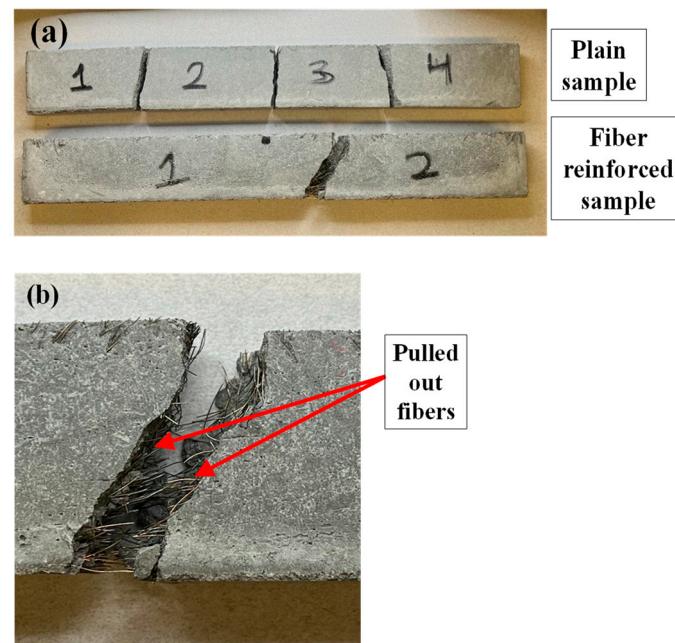 (a)
1 2 3 4
Plain
sample
1 2
Fiber
reinforced
sample
(b)
Pulled
out
fibers